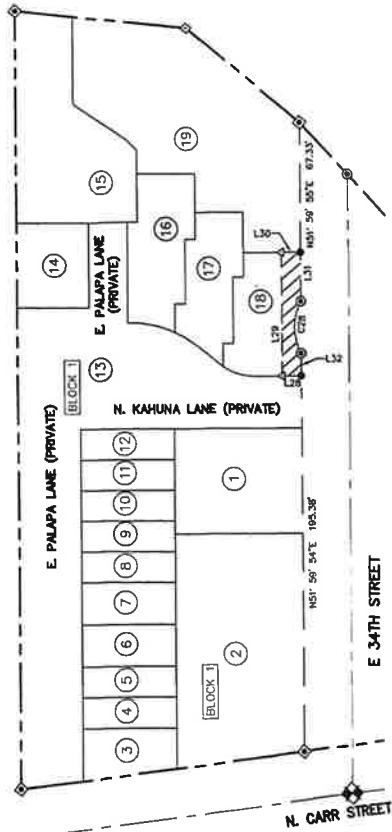 E. PALAPA LANE (PRIVATE)
BLOCK 1
13
14
15
E. PALAPA LANE
(PRIVATE)
16
17
18
19
N. KAHUNA LANE (PRIVATE)
12
11
10
9
8
7
6
5
4
3
1
2
BLOCK 1
L30
L29
L28
L31
C28
L32
N51° 59' 55"E 67.33'
N51° 59' 54"E 195.38'
E 34TH STREET
N. CARR STREET